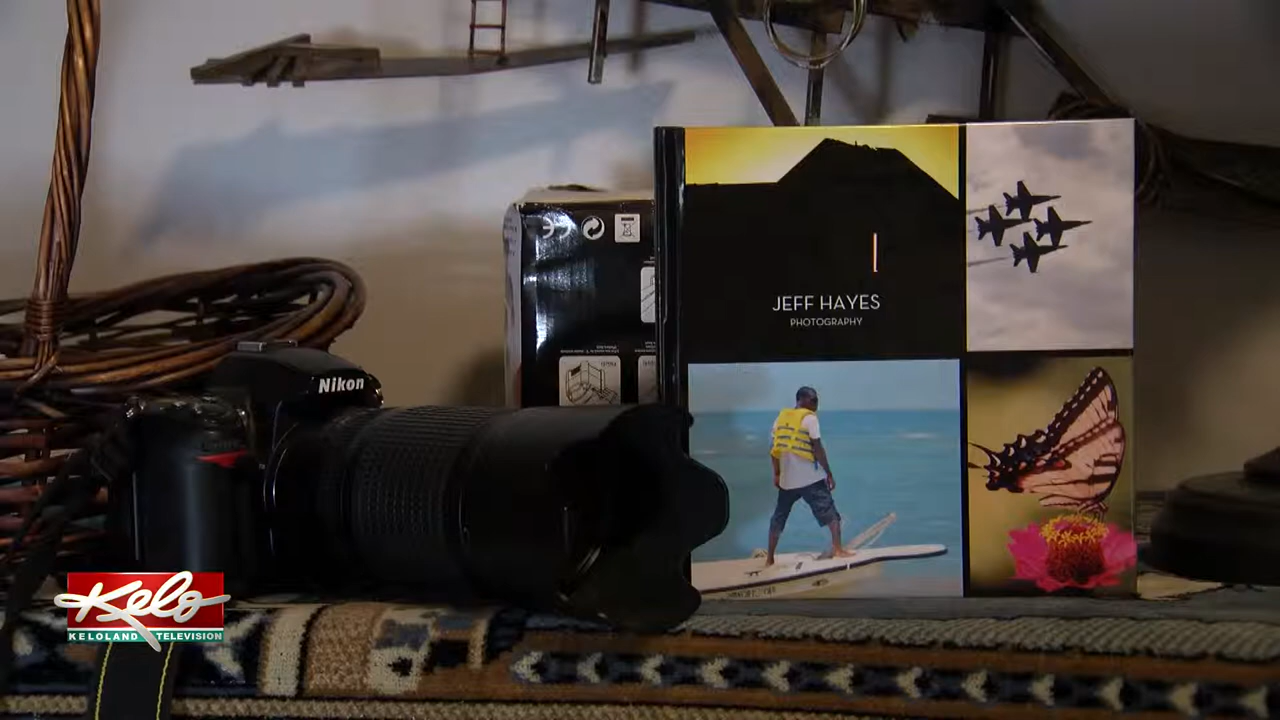 Nikon
JEFF HAYES
PHOTOGRAPHY
Kelo
KELOLAND TELEVISION